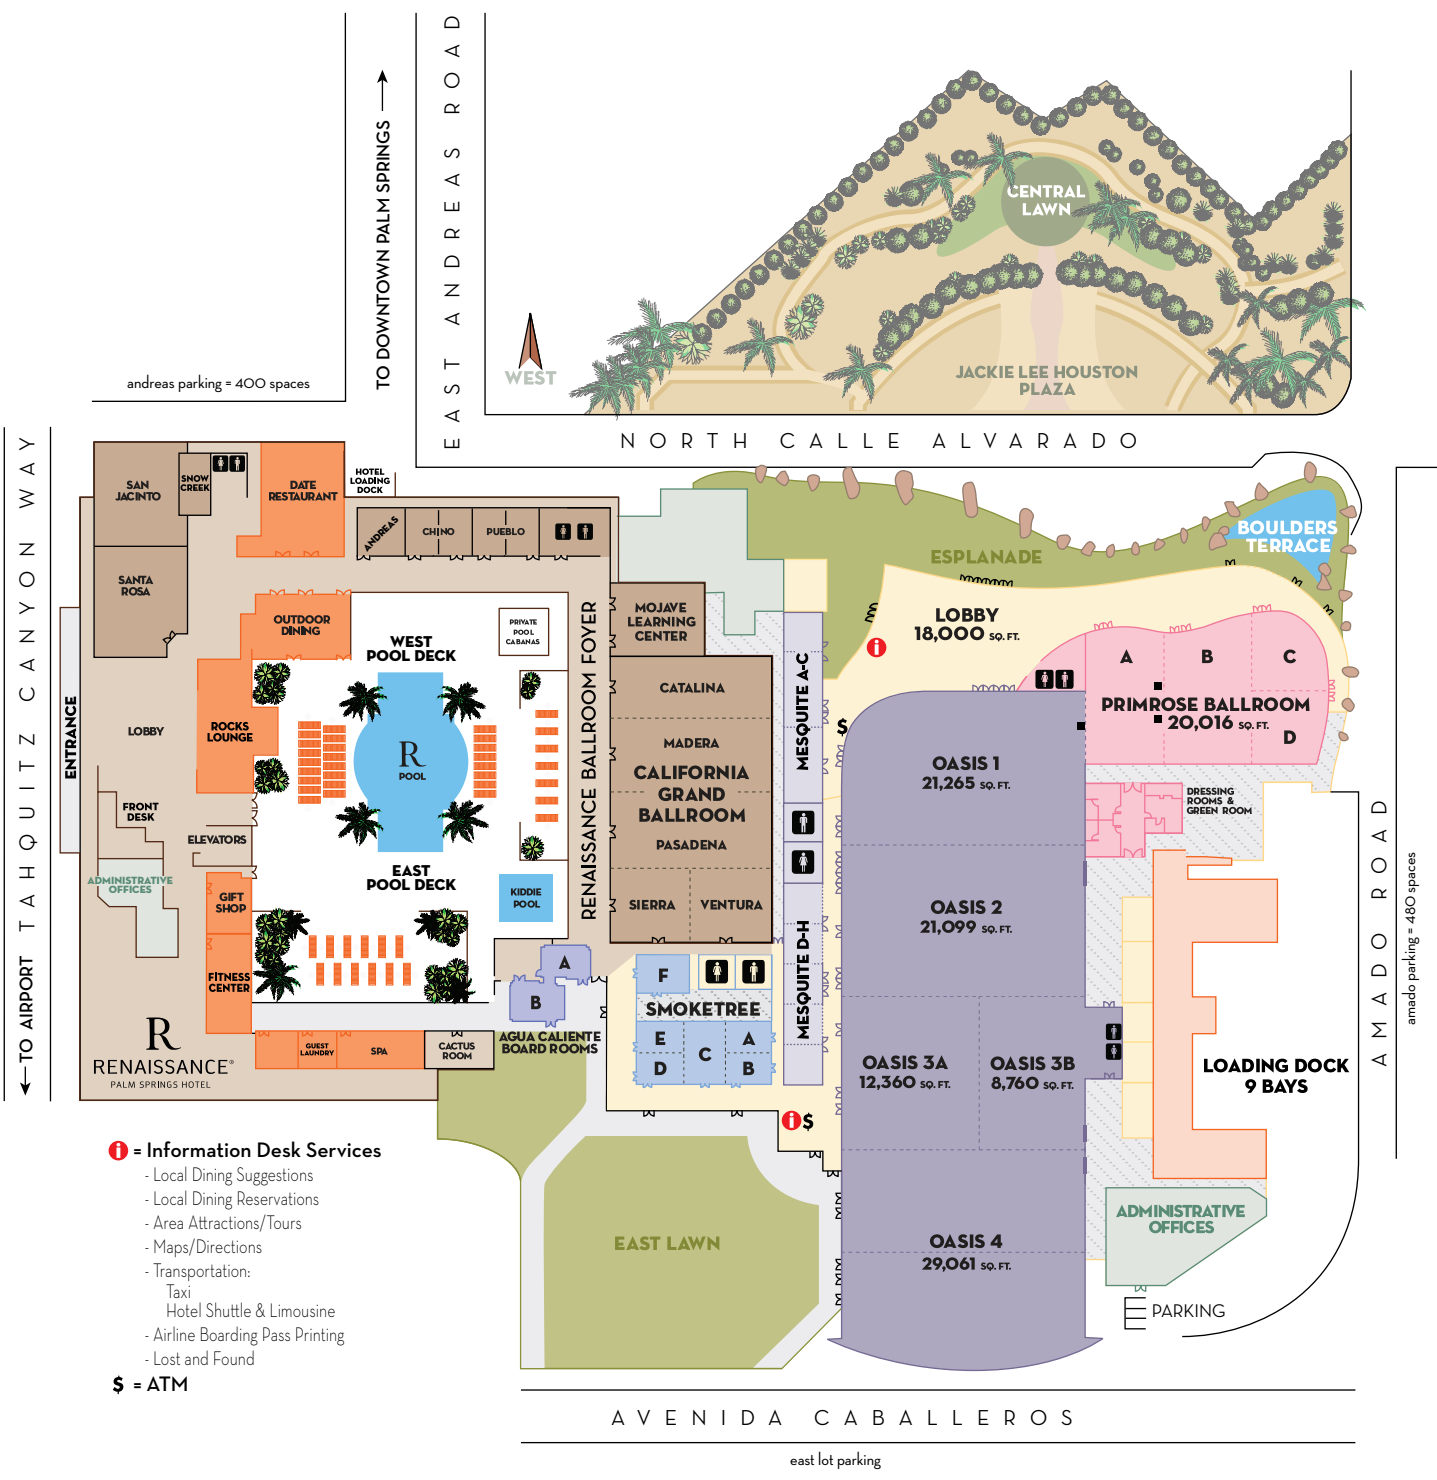 EAST ANDREAS ROAD
TO DOWNTOWN PALM SPRINGS
andreas parking = 400 spaces
WEST
CENTRAL
LAWN
JACKIE LEE HOUSTON
PLAZA
NORTH CALLE ALVARADO
TAHQUITZ CANYON WAY
TO AIRPORT
ENTRANCE
SAN
JACINTO
SNOW
CREEK
DATE
RESTAURANT
HOTEL
LOADING
DOCK
ANDREAS
CHINO
PUEBLO
SANTA
ROSA
OUTDOOR
DINING
WEST
POOL DECK
PRIVATE
POOL
CABANAS
RENAISSANCE BALLROOM FOYER
MOJAVE
LEARNING
CENTER
LOBBY
ROCKS
LOUNGE
R
POOL
FRONT
DESK
ELEVATORS
ADMINISTRATIVE
OFFICES
GIFT
SHOP
FITNESS
CENTER
EAST
POOL DECK
KIDDIE
POOL
CATALINA
MADERA
CALIFORNIA
GRAND
BALLROOM
PASADENA
SIERRA
VENTURA
MESQUITE A-C
MESQUITE D-H
A
B
AGUA CALIENTE
BOARD ROOMS
GUEST
LAUNDRY
SPA
CACTUS
ROOM
R
RENAISSANCE®
PALM SPRINGS HOTEL
F
SMOKETREE
E
D
C
A
B
ESPLANADE
BOULDERS
TERRACE
LOBBY
18,000 SQ. FT.
i
$
A
B
C
PRIMROSE BALLROOM
20,016 SQ. FT.
D
DRESSING
ROOMS &
GREEN ROOM
OASIS 1
21,265 SQ. FT.
OASIS 2
21,099 SQ. FT.
OASIS 3A
12,360 SQ. FT.
OASIS 3B
8,760 SQ. FT.
OASIS 4
29,061 SQ. FT.
LOADING DOCK
9 BAYS
AMADO ROAD
amado parking = 480 spaces
ADMINISTRATIVE
OFFICES
PARKING
i $
EAST LAWN
i = Information Desk Services
- Local Dining Suggestions
- Local Dining Reservations
- Area Attractions/Tours
- Maps/Directions
- Transportation:
Taxi
Hotel Shuttle & Limousine
- Airline Boarding Pass Printing
- Lost and Found
$ = ATM
AVENIDA CABALLEROS
east lot parking